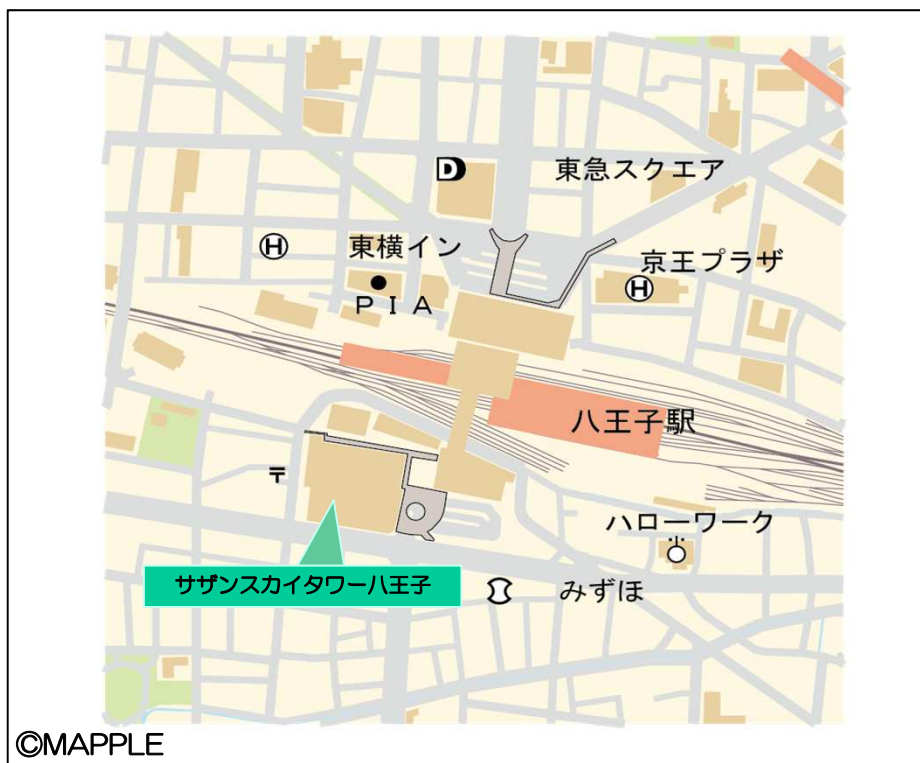 D
東急スクエア
H
東横イン
京王プラザ
H
ＰＩＡ
八王子駅
〒
ハローワーク
サザンスカイタワー八王子
みずほ
©MAPPLE